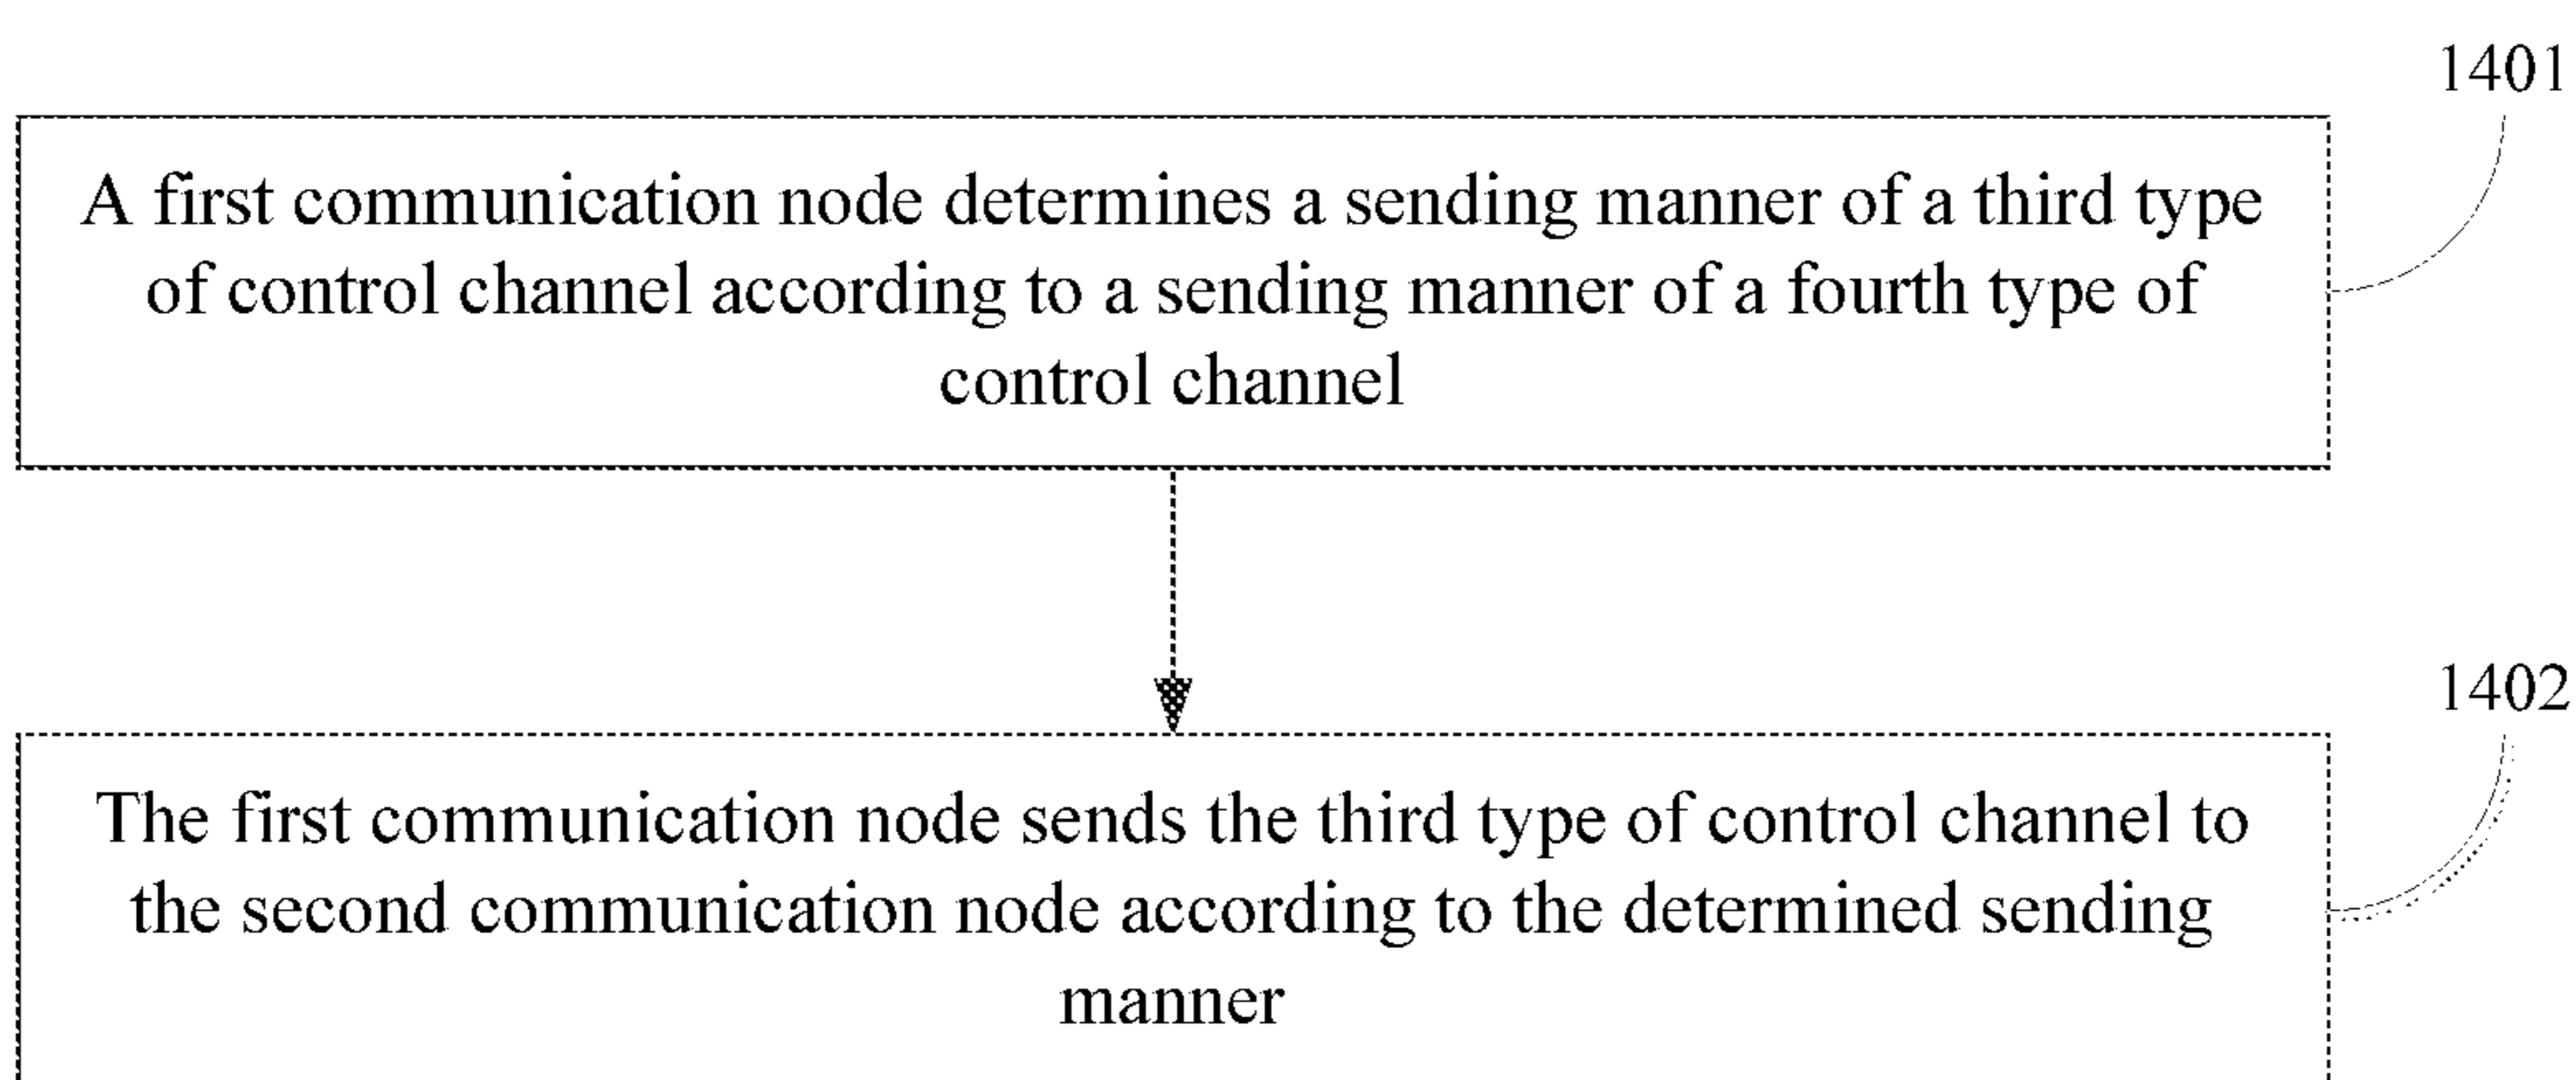 1401
A first communication node determines a sending manner of a third type
of control channel according to a sending manner of a fourth type of
control channel
1402
The first communication node sends the third type of control channel to
the second communication node according to the determined sending
manner